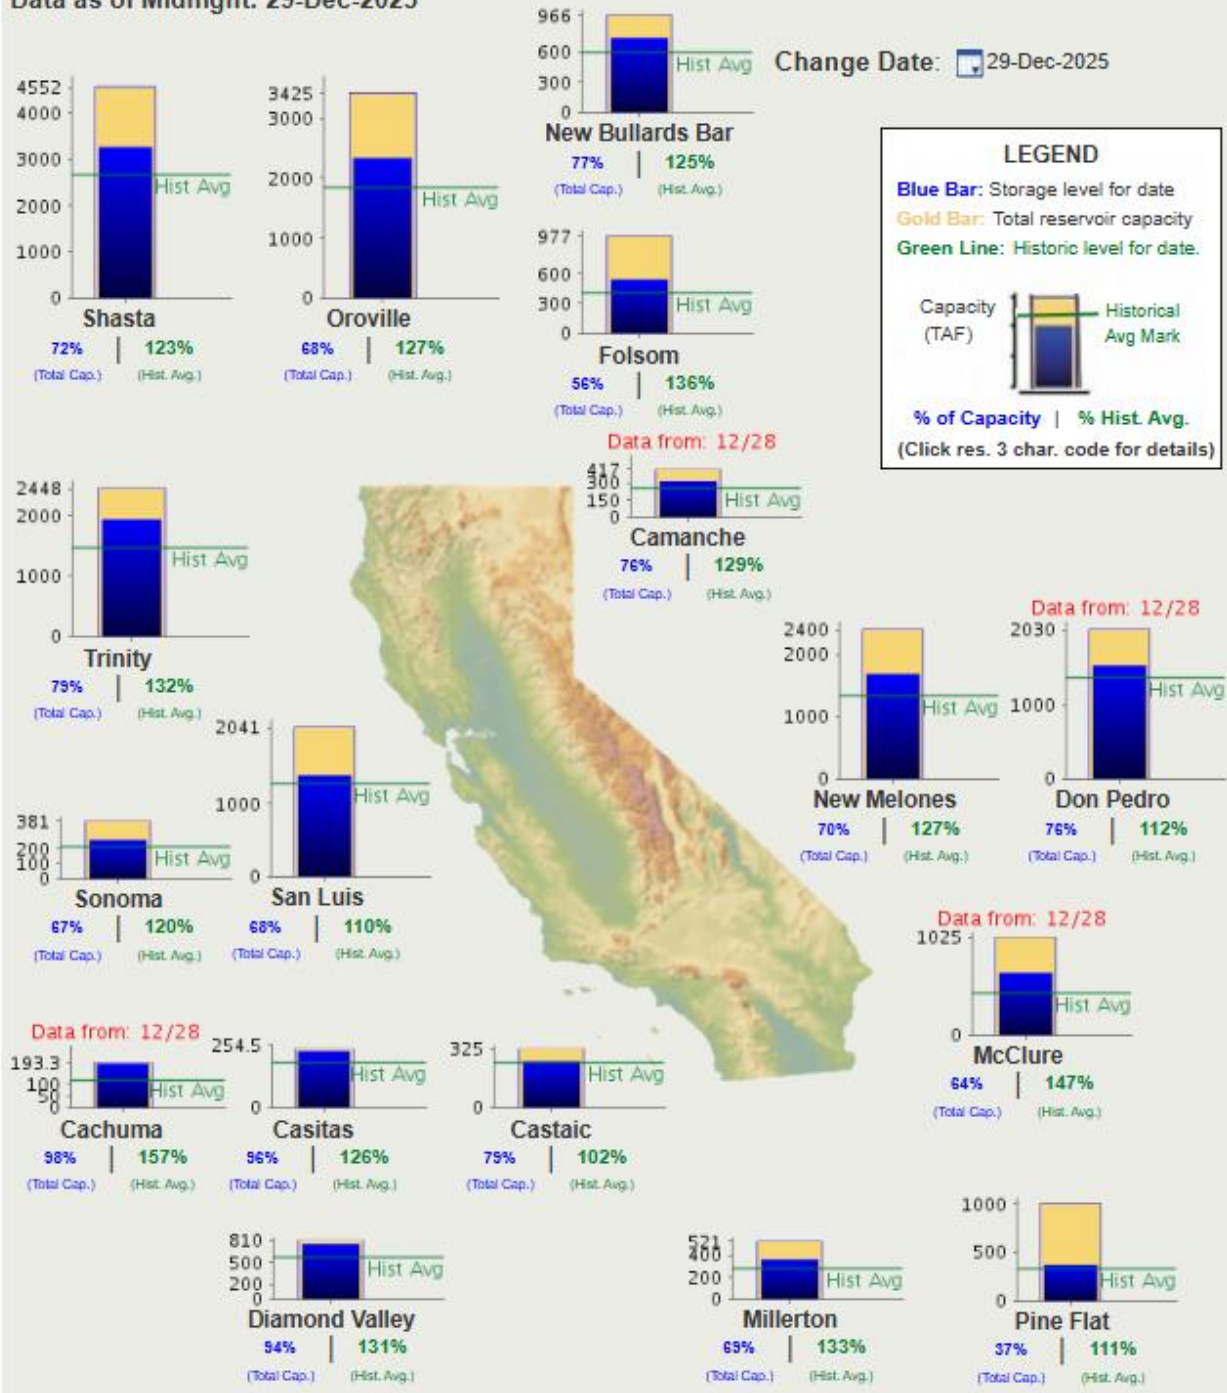 Data as of Midnight: 29-Dec-2025
Change Date: 29-Dec-2025
966
600
300
0
Hist Avg
New Bullards Bar
77% | 125%
(Total Cap.) (Hist. Avg.)
4552
4000
3000
2000
1000
0
Hist Avg
Shasta
72% | 123%
(Total Cap.) (Hist. Avg.)
3425
3000
2000
1000
0
Hist Avg
Oroville
68% | 127%
(Total Cap.) (Hist. Avg.)
977
600
300
0
Hist Avg
Folsom
56% | 136%
(Total Cap.) (Hist. Avg.)
LEGEND
Blue Bar: Storage level for date
Gold Bar: Total reservoir capacity
Green Line: Historic level for date.
Capacity
(TAF)
Historical
Avg Mark
% of Capacity | % Hist. Avg.
(Click res. 3 char. code for details)
Data from: 12/28
417
300
150
0
Hist Avg
Camanche
76% | 129%
(Total Cap.) (Hist. Avg.)
2448
2000
1000
0
Hist Avg
Trinity
79% | 132%
(Total Cap.) (Hist. Avg.)
2400
2000
1000
0
Hist Avg
New Melones
70% | 127%
(Total Cap.) (Hist. Avg.)
Data from: 12/28
2030
1000
0
Hist Avg
Don Pedro
76% | 112%
(Total Cap.) (Hist. Avg.)
381
200
100
0
Hist Avg
Sonoma
67% | 120%
(Total Cap.) (Hist. Avg.)
2041
1000
0
Hist Avg
San Luis
68% | 110%
(Total Cap.) (Hist. Avg.)
Data from: 12/28
1025
0
Hist Avg
McClure
64% | 147%
(Total Cap.) (Hist. Avg.)
Data from: 12/28
193.3
100
50
0
Hist Avg
Cachuma
98% | 157%
(Total Cap.) (Hist. Avg.)
254.5
0
Hist Avg
Casitas
96% | 126%
(Total Cap.) (Hist. Avg.)
325
0
Hist Avg
Castaic
79% | 102%
(Total Cap.) (Hist. Avg.)
810
500
200
0
Hist Avg
Diamond Valley
94% | 131%
(Total Cap.) (Hist. Avg.)
521
400
200
0
Hist Avg
Millerton
69% | 133%
(Total Cap.) (Hist. Avg.)
1000
500
0
Hist Avg
Pine Flat
37% | 111%
(Total Cap.) (Hist. Avg.)